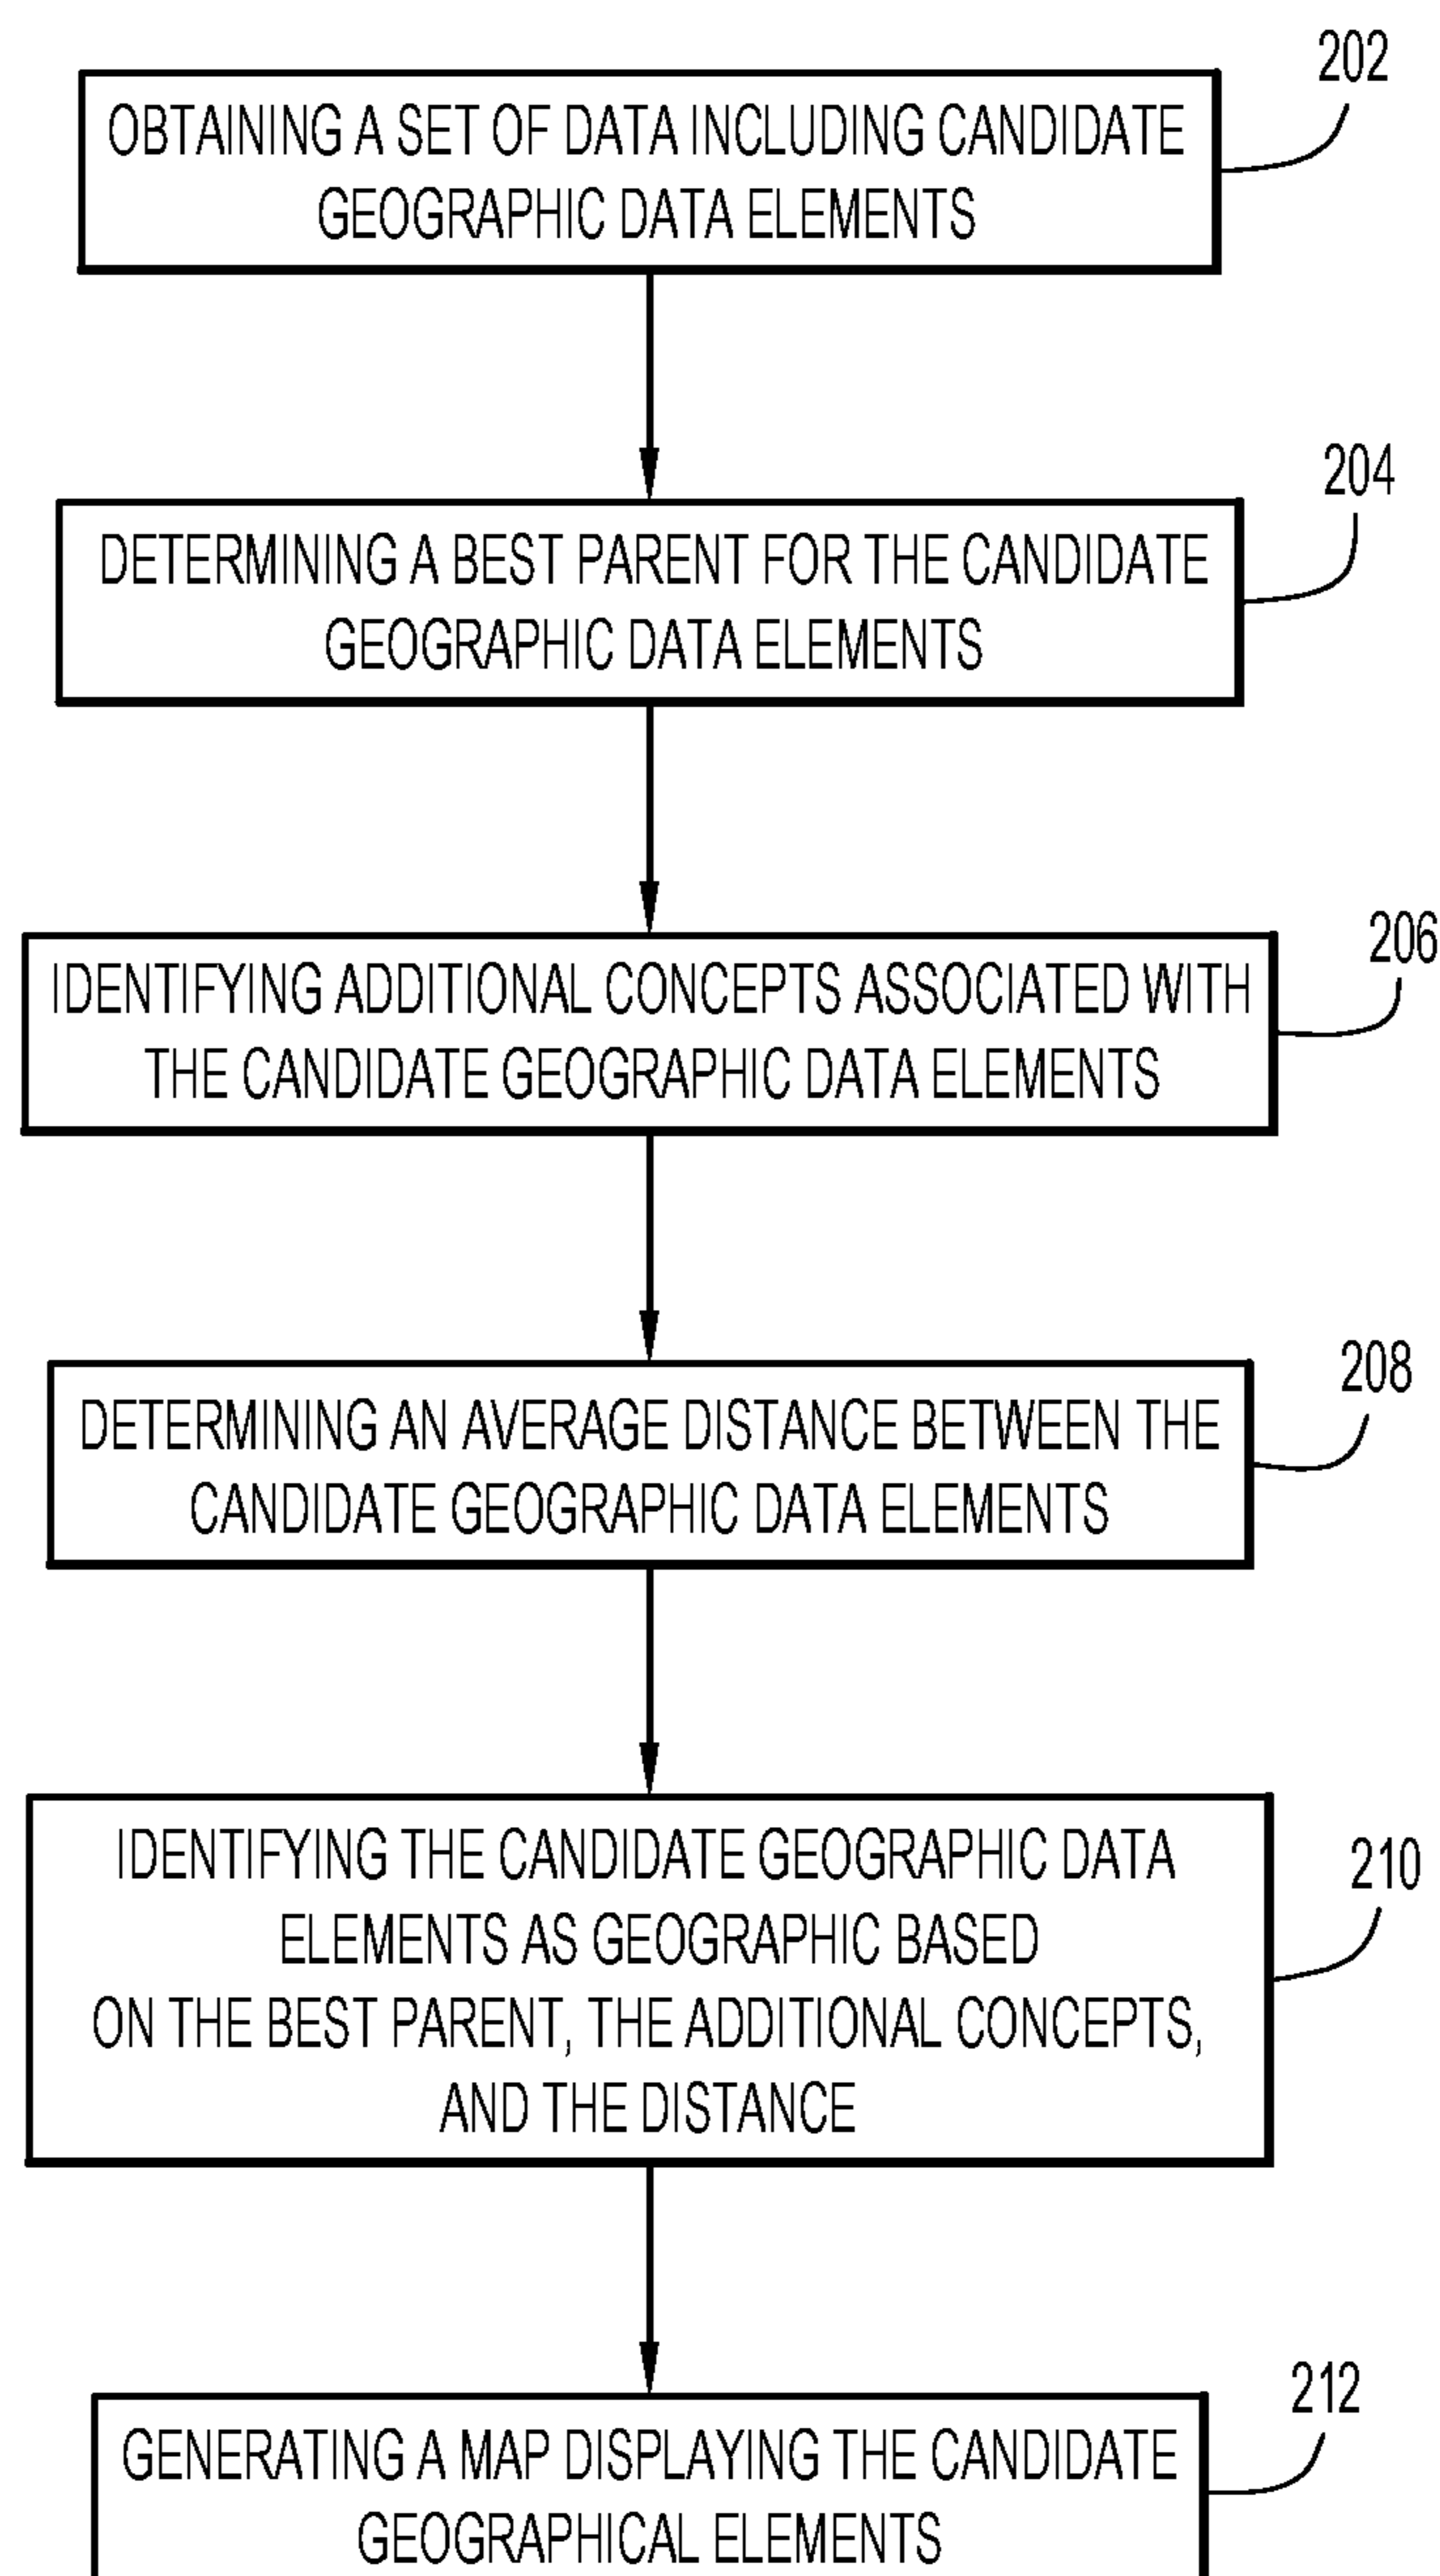 202
OBTAINING A SET OF DATA INCLUDING CANDIDATE
GEOGRAPHIC DATA ELEMENTS
204
DETERMINING A BEST PARENT FOR THE CANDIDATE
GEOGRAPHIC DATA ELEMENTS
206
IDENTIFYING ADDITIONAL CONCEPTS ASSOCIATED WITH
THE CANDIDATE GEOGRAPHIC DATA ELEMENTS
208
DETERMINING AN AVERAGE DISTANCE BETWEEN THE
CANDIDATE GEOGRAPHIC DATA ELEMENTS
210
IDENTIFYING THE CANDIDATE GEOGRAPHIC DATA
ELEMENTS AS GEOGRAPHIC BASED
ON THE BEST PARENT, THE ADDITIONAL CONCEPTS,
AND THE DISTANCE
212
GENERATING A MAP DISPLAYING THE CANDIDATE
GEOGRAPHICAL ELEMENTS